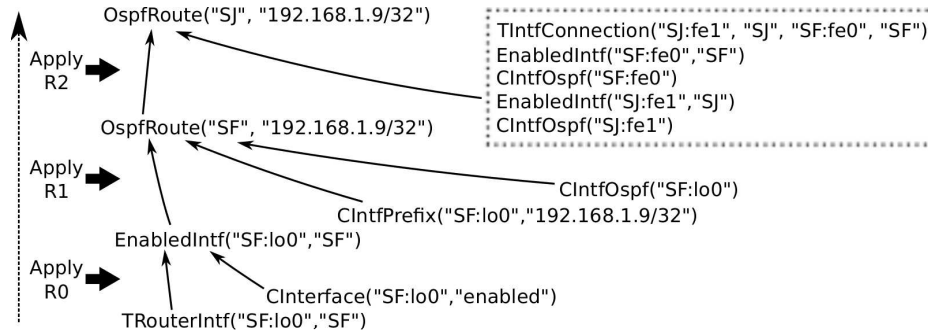 OspfRoute("SJ", "192.168.1.9/32")
TIntfConnection("SJ:fe1", "SJ", "SF:fe0", "SF")
EnabledIntf("SF:fe0","SF")
CIntfOspf("SF:fe0")
EnabledIntf("SJ:fe1","SJ")
CIntfOspf("SJ:fe1")
Apply
R2
OspfRoute("SF", "192.168.1.9/32")
Apply
R1
CIntfOspf("SF:lo0")
CIntfPrefix("SF:lo0","192.168.1.9/32")
EnabledIntf("SF:lo0","SF")
Apply
R0
CInterface("SF:lo0","enabled")
TRouterIntf("SF:lo0","SF")